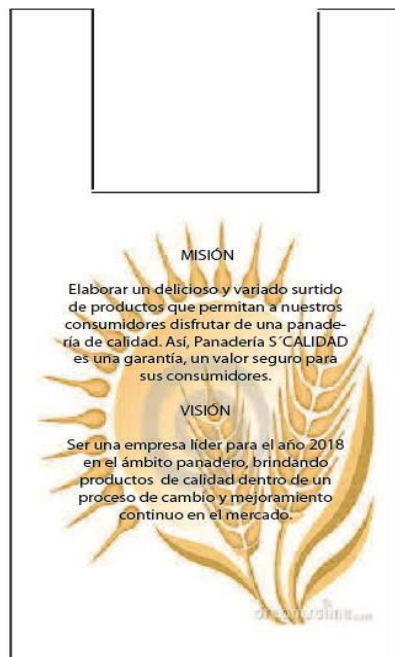 MISIÓN
Elaborar un delicioso y variado surtido
de productos que permitan a nuestros
consumidores disfrutar de una panade-
ría de calidad. Así, Panadería S´CALIDAD
es una garantía, un valor seguro para
sus consumidores.
VISIÓN
Ser una empresa líder para el año 2018
en el ámbito panadero, brindando
productos de calidad dentro de un
proceso de cambio y mejoramiento
continuo en el mercado.
dreamstime.com